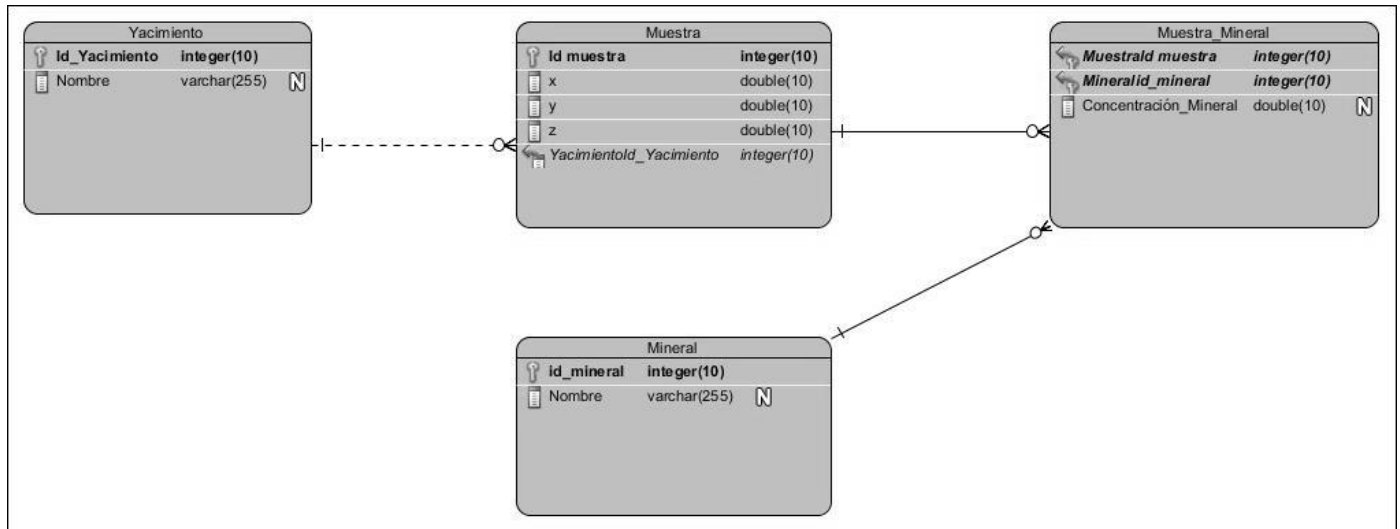 Yacimiento
Id_Yacimiento integer(10)
Nombre varchar(255) N
Muestra
Id muestra integer(10)
x double(10)
y double(10)
z double(10)
YacimientoId_Yacimiento integer(10)
Muestra_Mineral
MuestraId muestra integer(10)
Mineralid_mineral integer(10)
Concentración_Mineral double(10) N
Mineral
id_mineral integer(10)
Nombre varchar(255) N